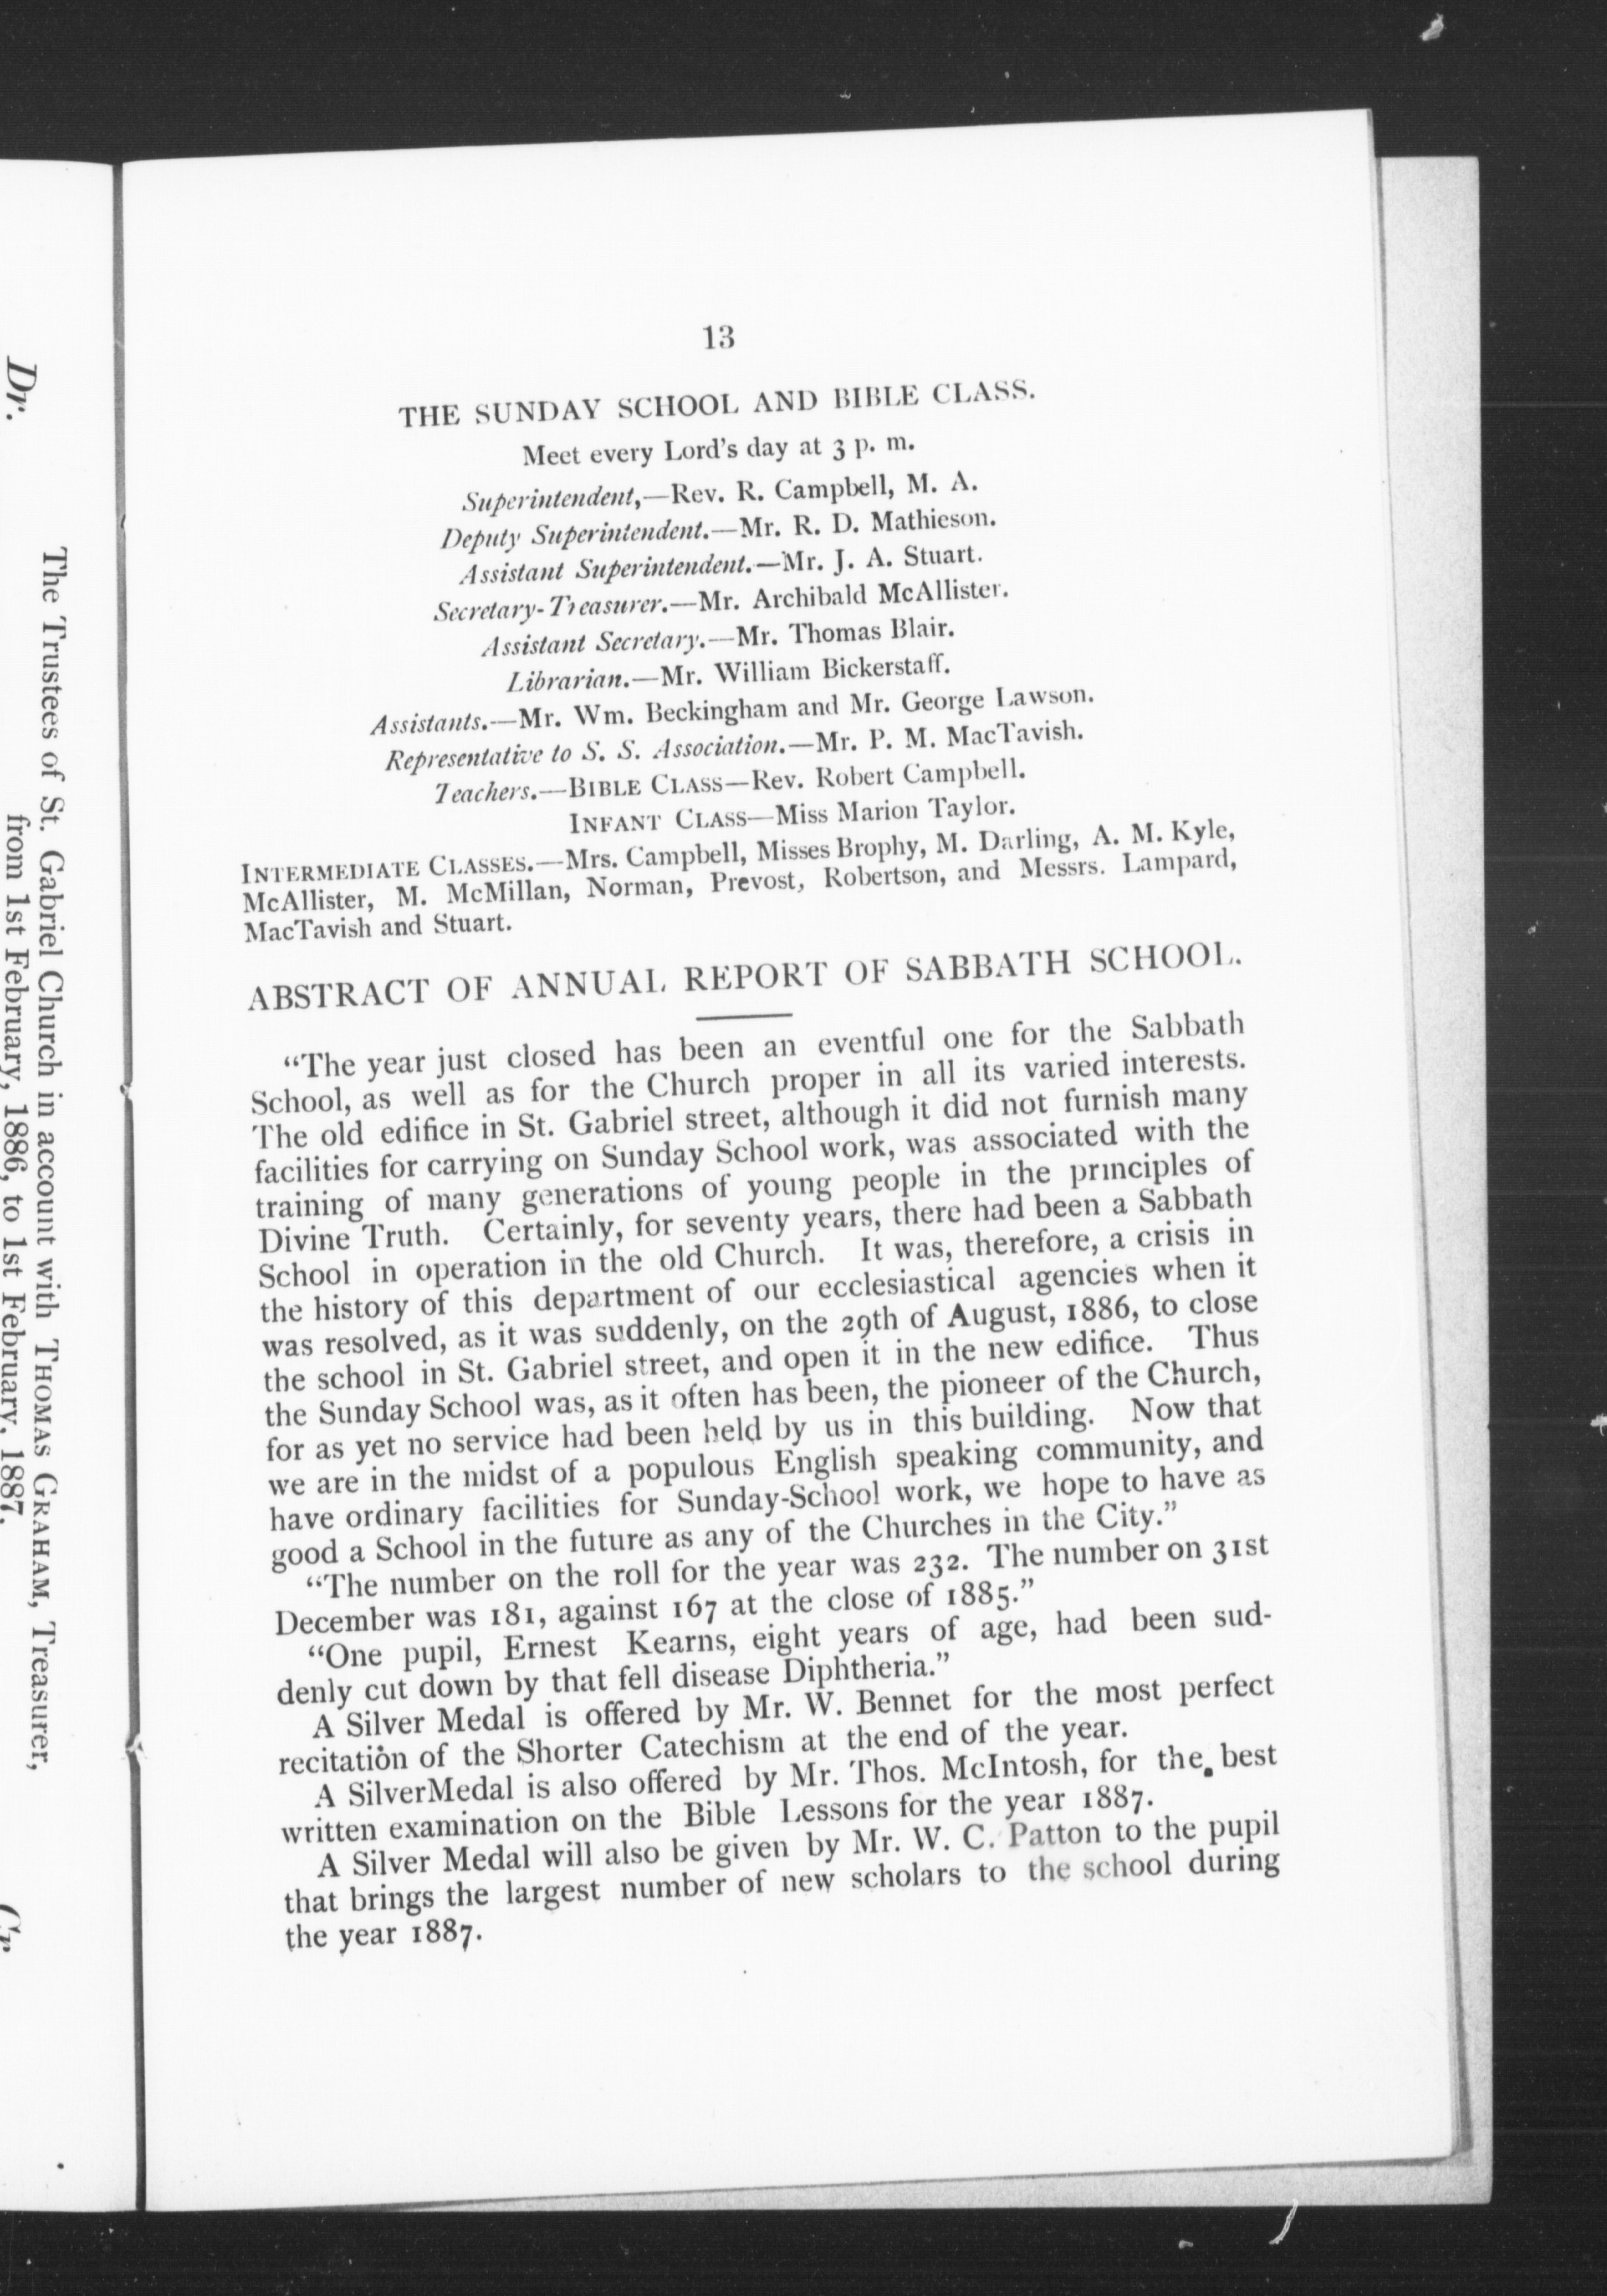 Dr.
The Trustees of St. Gabriel Church in account with THOMAS GRAHAM, Treasurer,
from 1st February, 1886, to 1st February, 1887.
Cr
13
THE SUNDAY SCHOOL AND BIBLE CLASS.
Meet every Lord's day at 3 p. m.
Superintendent,—Rev. R. Campbell, M. A.
Deputy Superintendent.—Mr. R. D. Mathieson.
Assistant Superintendent.—Mr. J. A. Stuart.
Secretary-Treasurer.—Mr. Archibald McAllister.
Assistant Secretary.—Mr. Thomas Blair.
Librarian.—Mr. William Bickerstaff.
Assistants.—Mr. Wm. Beckingham and Mr. George Lawson.
Representative to S. S. Association.—Mr. P. M. MacTavish.
Teachers.—BIBLE CLASS—Rev. Robert Campbell.
INFANT CLASS—Miss Marion Taylor.
INTERMEDIATE CLASSES.—Mrs. Campbell, Misses Brophy, M. Darling, A. M. Kyle,
McAllister, M. McMillan, Norman, Prevost, Robertson, and Messrs. Lampard,
MacTavish and Stuart.
ABSTRACT OF ANNUAL REPORT OF SABBATH SCHOOL.
"The year just closed has been an eventful one for the Sabbath
School, as well as for the Church proper in all its varied interests.
The old edifice in St. Gabriel street, although it did not furnish many
facilities for carrying on Sunday School work, was associated with the
training of many generations of young people in the principles of
Divine Truth. Certainly, for seventy years, there had been a Sabbath
School in operation in the old Church. It was, therefore, a crisis in
the history of this department of our ecclesiastical agencies when it
was resolved, as it was suddenly, on the 29th of August, 1886, to close
the school in St. Gabriel street, and open it in the new edifice. Thus
the Sunday School was, as it often has been, the pioneer of the Church,
for as yet no service had been held by us in this building. Now that
we are in the midst of a populous English speaking community, and
have ordinary facilities for Sunday-School work, we hope to have as
good a School in the future as any of the Churches in the City."
"The number on the roll for the year was 232. The number on 31st
December was 181, against 167 at the close of 1885."
"One pupil, Ernest Kearns, eight years of age, had been sud-
denly cut down by that fell disease Diphtheria."
A Silver Medal is offered by Mr. W. Bennet for the most perfect
recitation of the Shorter Catechism at the end of the year.
A SilverMedal is also offered by Mr. Thos. McIntosh, for the best
written examination on the Bible Lessons for the year 1887.
A Silver Medal will also be given by Mr. W. C. Patton to the pupil
that brings the largest number of new scholars to the school during
the year 1887.